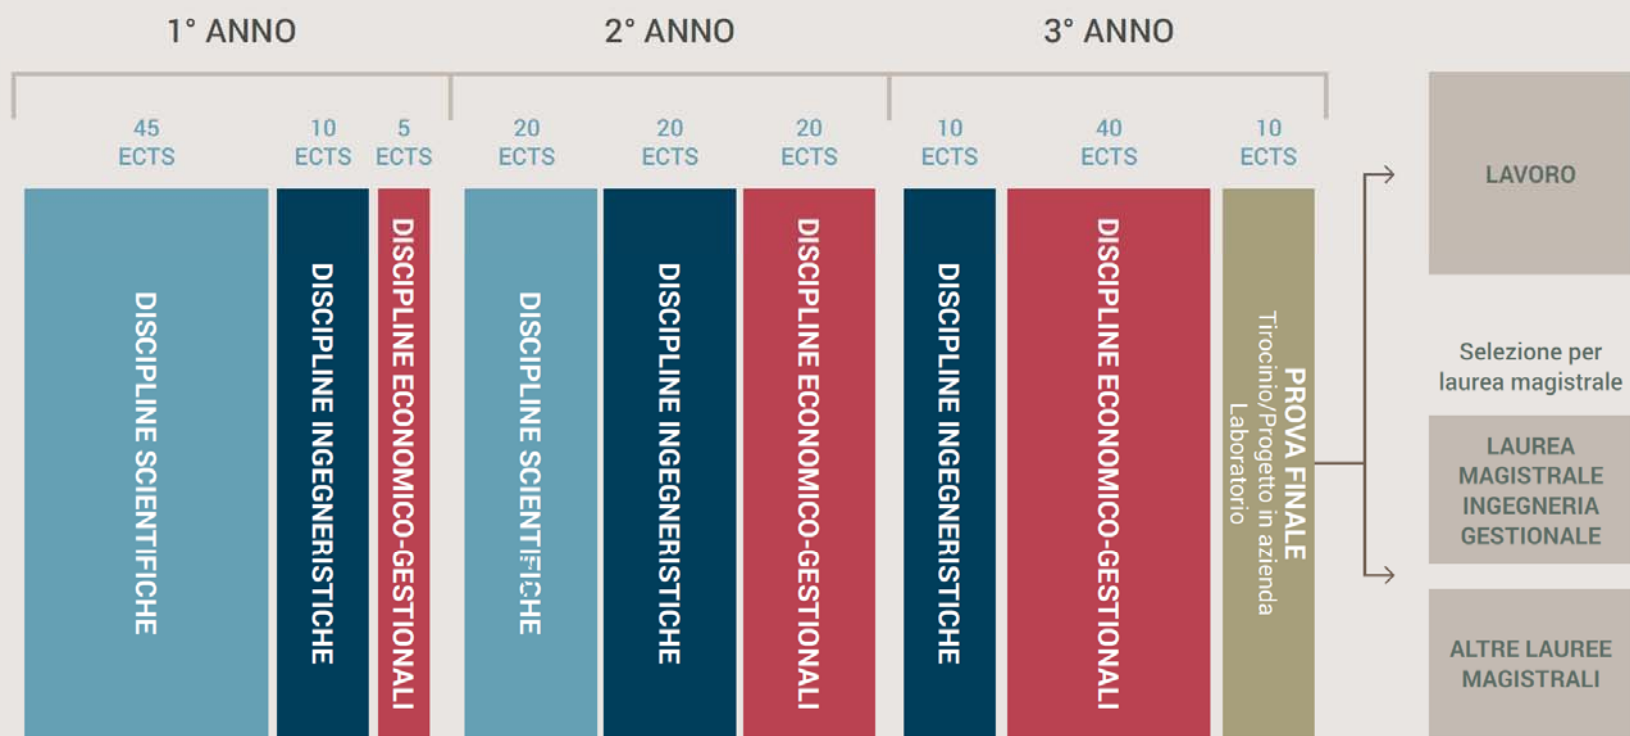 1° ANNO
2° ANNO
3° ANNO
45
ECTS
10
ECTS
5
ECTS
20
ECTS
20
ECTS
20
ECTS
10
ECTS
40
ECTS
10
ECTS
DISCIPLINE SCIENTIFICHE
DISCIPLINE INGEGNERISTICHE
DISCIPLINE ECONOMICO-GESTIONALI
DISCIPLINE SCIENTIFICHE
DISCIPLINE INGEGNERISTICHE
DISCIPLINE ECONOMICO-GESTIONALI
DISCIPLINE INGEGNERISTICHE
DISCIPLINE ECONOMICO-GESTIONALI
PROVA FINALE
Tirocinio/Progetto in azienda
Laboratorio
LAVORO
Selezione per
laurea magistrale
LAUREA
MAGISTRALE
INGEGNERIA
GESTIONALE
ALTRE LAUREE
MAGISTRALI